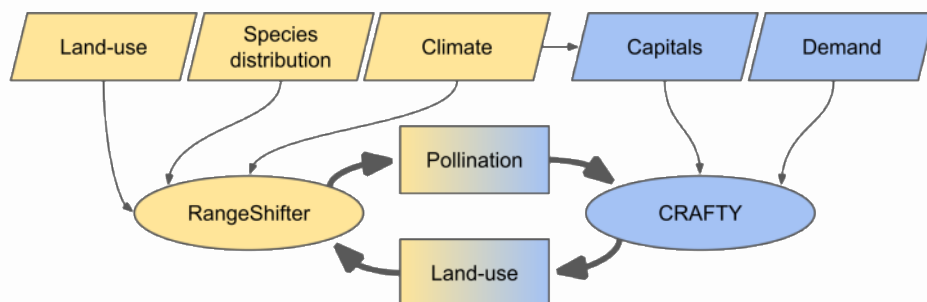 Land-use
Species
distribution
Climate
Capitals
Demand
Pollination
RangeShifter
CRAFTY
Land-use